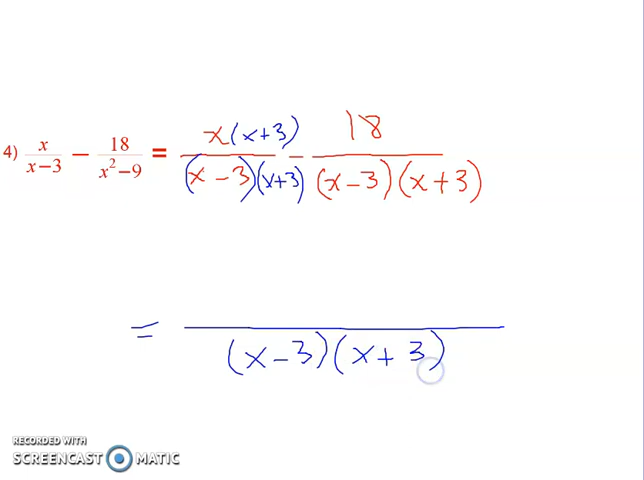 4) x/(x−3) − 18/(x²−9) = x(x+3)/((x−3)(x+3)) − 18/((x−3)(x+3))
= /((x−3)(x+3))
RECORDED WITH
SCREENCAST MATIC